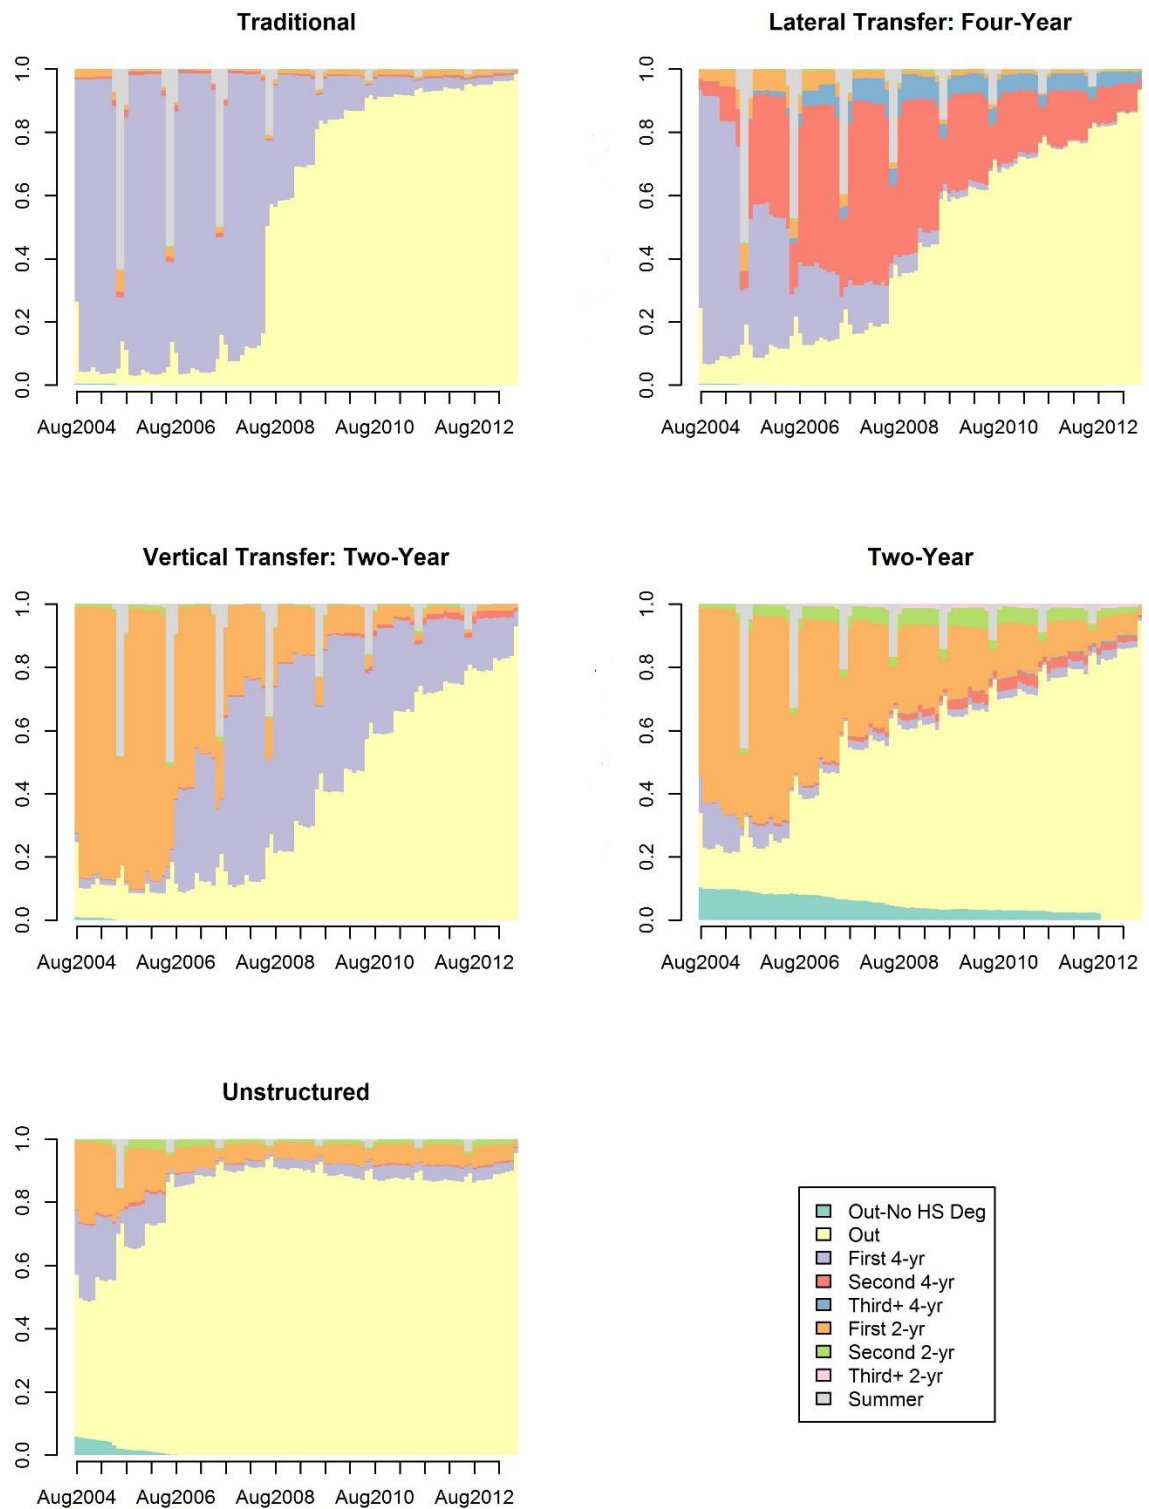 Traditional
Lateral Transfer: Four-Year
1.0
0.8
0.6
0.4
0.2
0.0
Aug2004 Aug2006 Aug2008 Aug2010 Aug2012
1.0
0.8
0.6
0.4
0.2
0.0
Aug2004 Aug2006 Aug2008 Aug2010 Aug2012
Vertical Transfer: Two-Year
Two-Year
1.0
0.8
0.6
0.4
0.2
0.0
Aug2004 Aug2006 Aug2008 Aug2010 Aug2012
1.0
0.8
0.6
0.4
0.2
0.0
Aug2004 Aug2006 Aug2008 Aug2010 Aug2012
Unstructured
1.0
0.8
0.6
0.4
0.2
0.0
Aug2004 Aug2006 Aug2008 Aug2010 Aug2012
Out-No HS Deg
Out
First 4-yr
Second 4-yr
Third+ 4-yr
First 2-yr
Second 2-yr
Third+ 2-yr
Summer